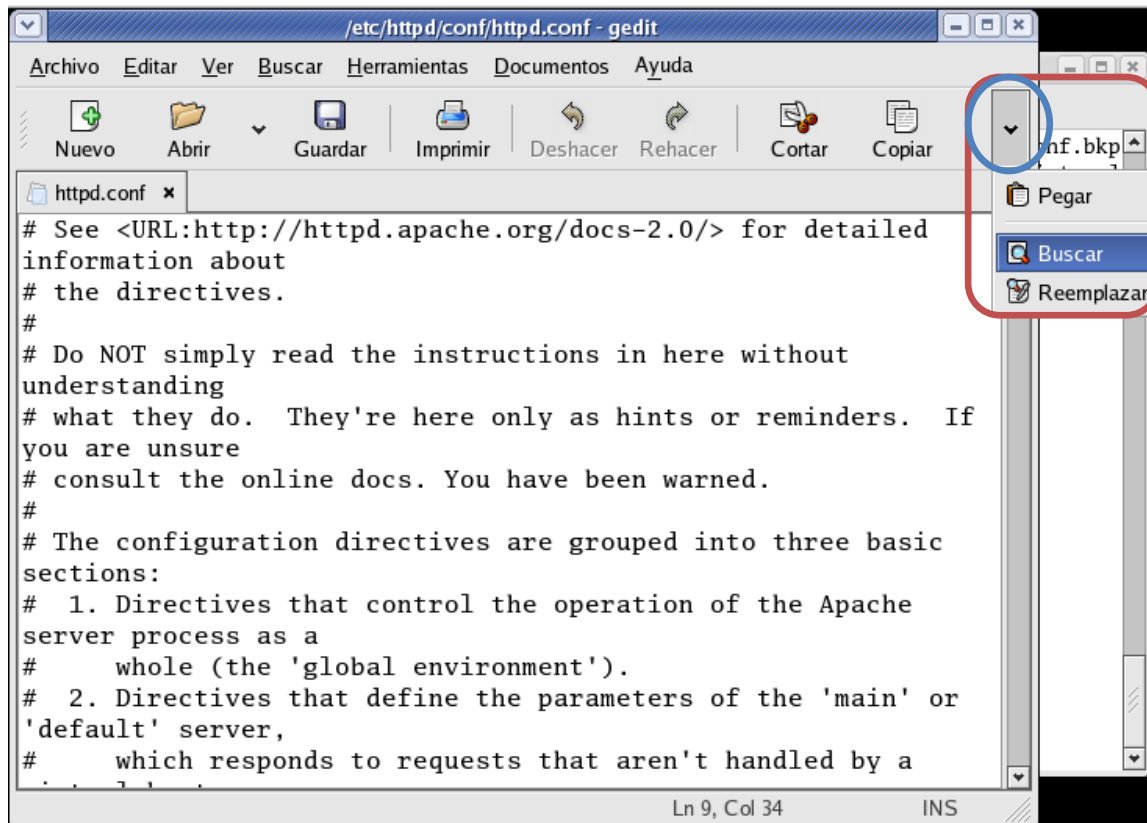 /etc/httpd/conf/httpd.conf - gedit
Archivo Editar Ver Buscar Herramientas Documentos Ayuda
Nuevo Abrir Guardar Imprimir Deshacer Rehacer Cortar Copiar
nf.bkp
httpd.conf
Pegar
Buscar
Reemplazar
# See <URL:http://httpd.apache.org/docs-2.0/> for detailed
information about
# the directives.
#
# Do NOT simply read the instructions in here without
understanding
# what they do.  They're here only as hints or reminders.  If
you are unsure
# consult the online docs. You have been warned.
#
# The configuration directives are grouped into three basic
sections:
#  1. Directives that control the operation of the Apache
server process as a
#     whole (the 'global environment').
#  2. Directives that define the parameters of the 'main' or
'default' server,
#     which responds to requests that aren't handled by a
Ln 9, Col 34 INS